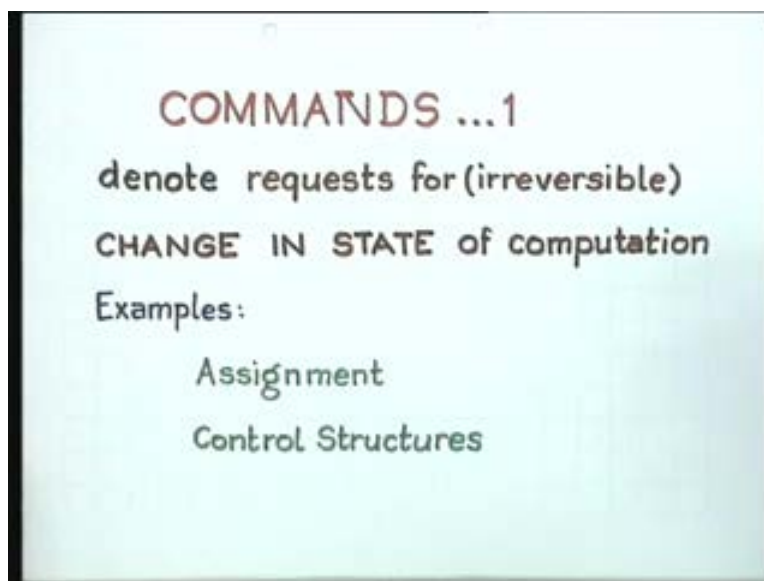 COMMANDS ...1
denote requests for (irreversible)
CHANGE IN STATE of computation
Examples:
Assignment
Control Structures